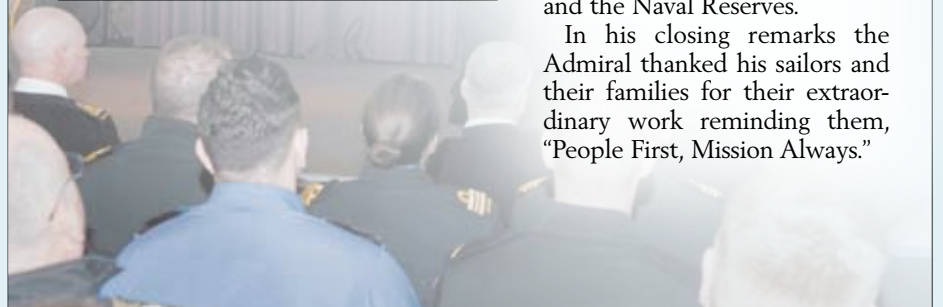 and the Naval Reserves.
In his closing remarks the
Admiral thanked his sailors and
their families for their extraor-
dinary work reminding them,
“People First, Mission Always.”